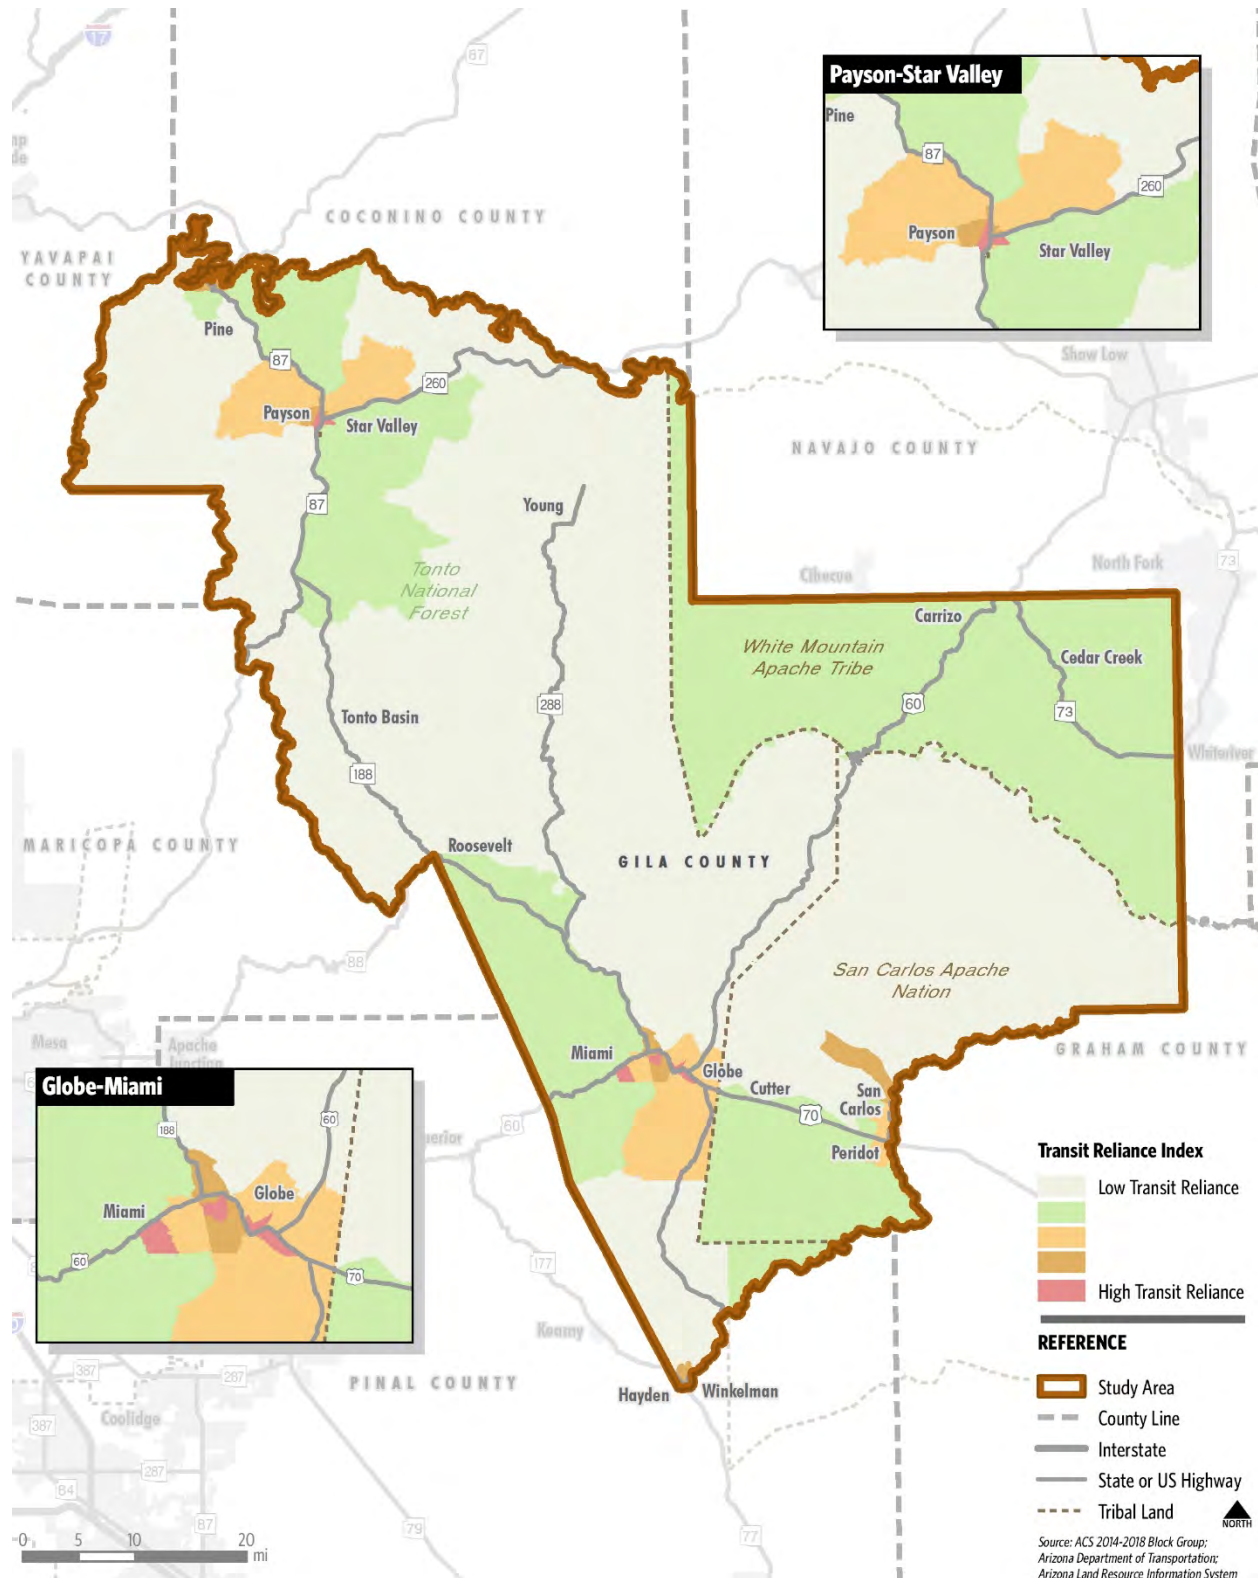 17
87
Payson-Star Valley
Pine
87
260
Payson
Star Valley
COCONINO COUNTY
YAVAPAI
COUNTY
Pine
87
260
Payson
Star Valley
Show Low
NAVAJO COUNTY
87
Young
Tonto
National
Forest
Cibecue
North Fork
73
Carrizo
White Mountain
Apache Tribe
Cedar Creek
60
73
288
Tonto Basin
Whiteriver
188
MARICOPA COUNTY
Roosevelt
GILA COUNTY
88
San Carlos Apache
Nation
Mesa
Apache
Junction
Miami
Globe
GRAHAM COUNTY
Cutter
San
Carlos
70
Peridot
60
Globe-Miami
188
60
Globe
Miami
60
70
177
Kearny
PINAL COUNTY
387
287
Coolidge
387
287
84
87
79
77
Hayden
Winkelman
Transit Reliance Index
Low Transit Reliance
High Transit Reliance
REFERENCE
Study Area
County Line
Interstate
State or US Highway
Tribal Land
NORTH
0 5 10 20
mi
Source: ACS 2014-2018 Block Group;
Arizona Department of Transportation;
Arizona Land Resource Information System